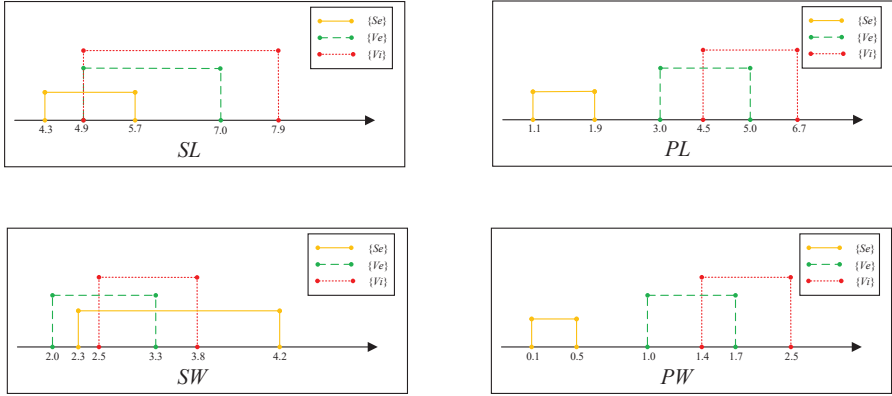 {Se}
{Ve}
{Vi}
4.3 4.9 5.7 7.0 7.9
SL
{Se}
{Ve}
{Vi}
1.1 1.9 3.0 4.5 5.0 6.7
PL
{Se}
{Ve}
{Vi}
2.0 2.3 2.5 3.3 3.8 4.2
SW
{Se}
{Ve}
{Vi}
0.1 0.5 1.0 1.4 1.7 2.5
PW